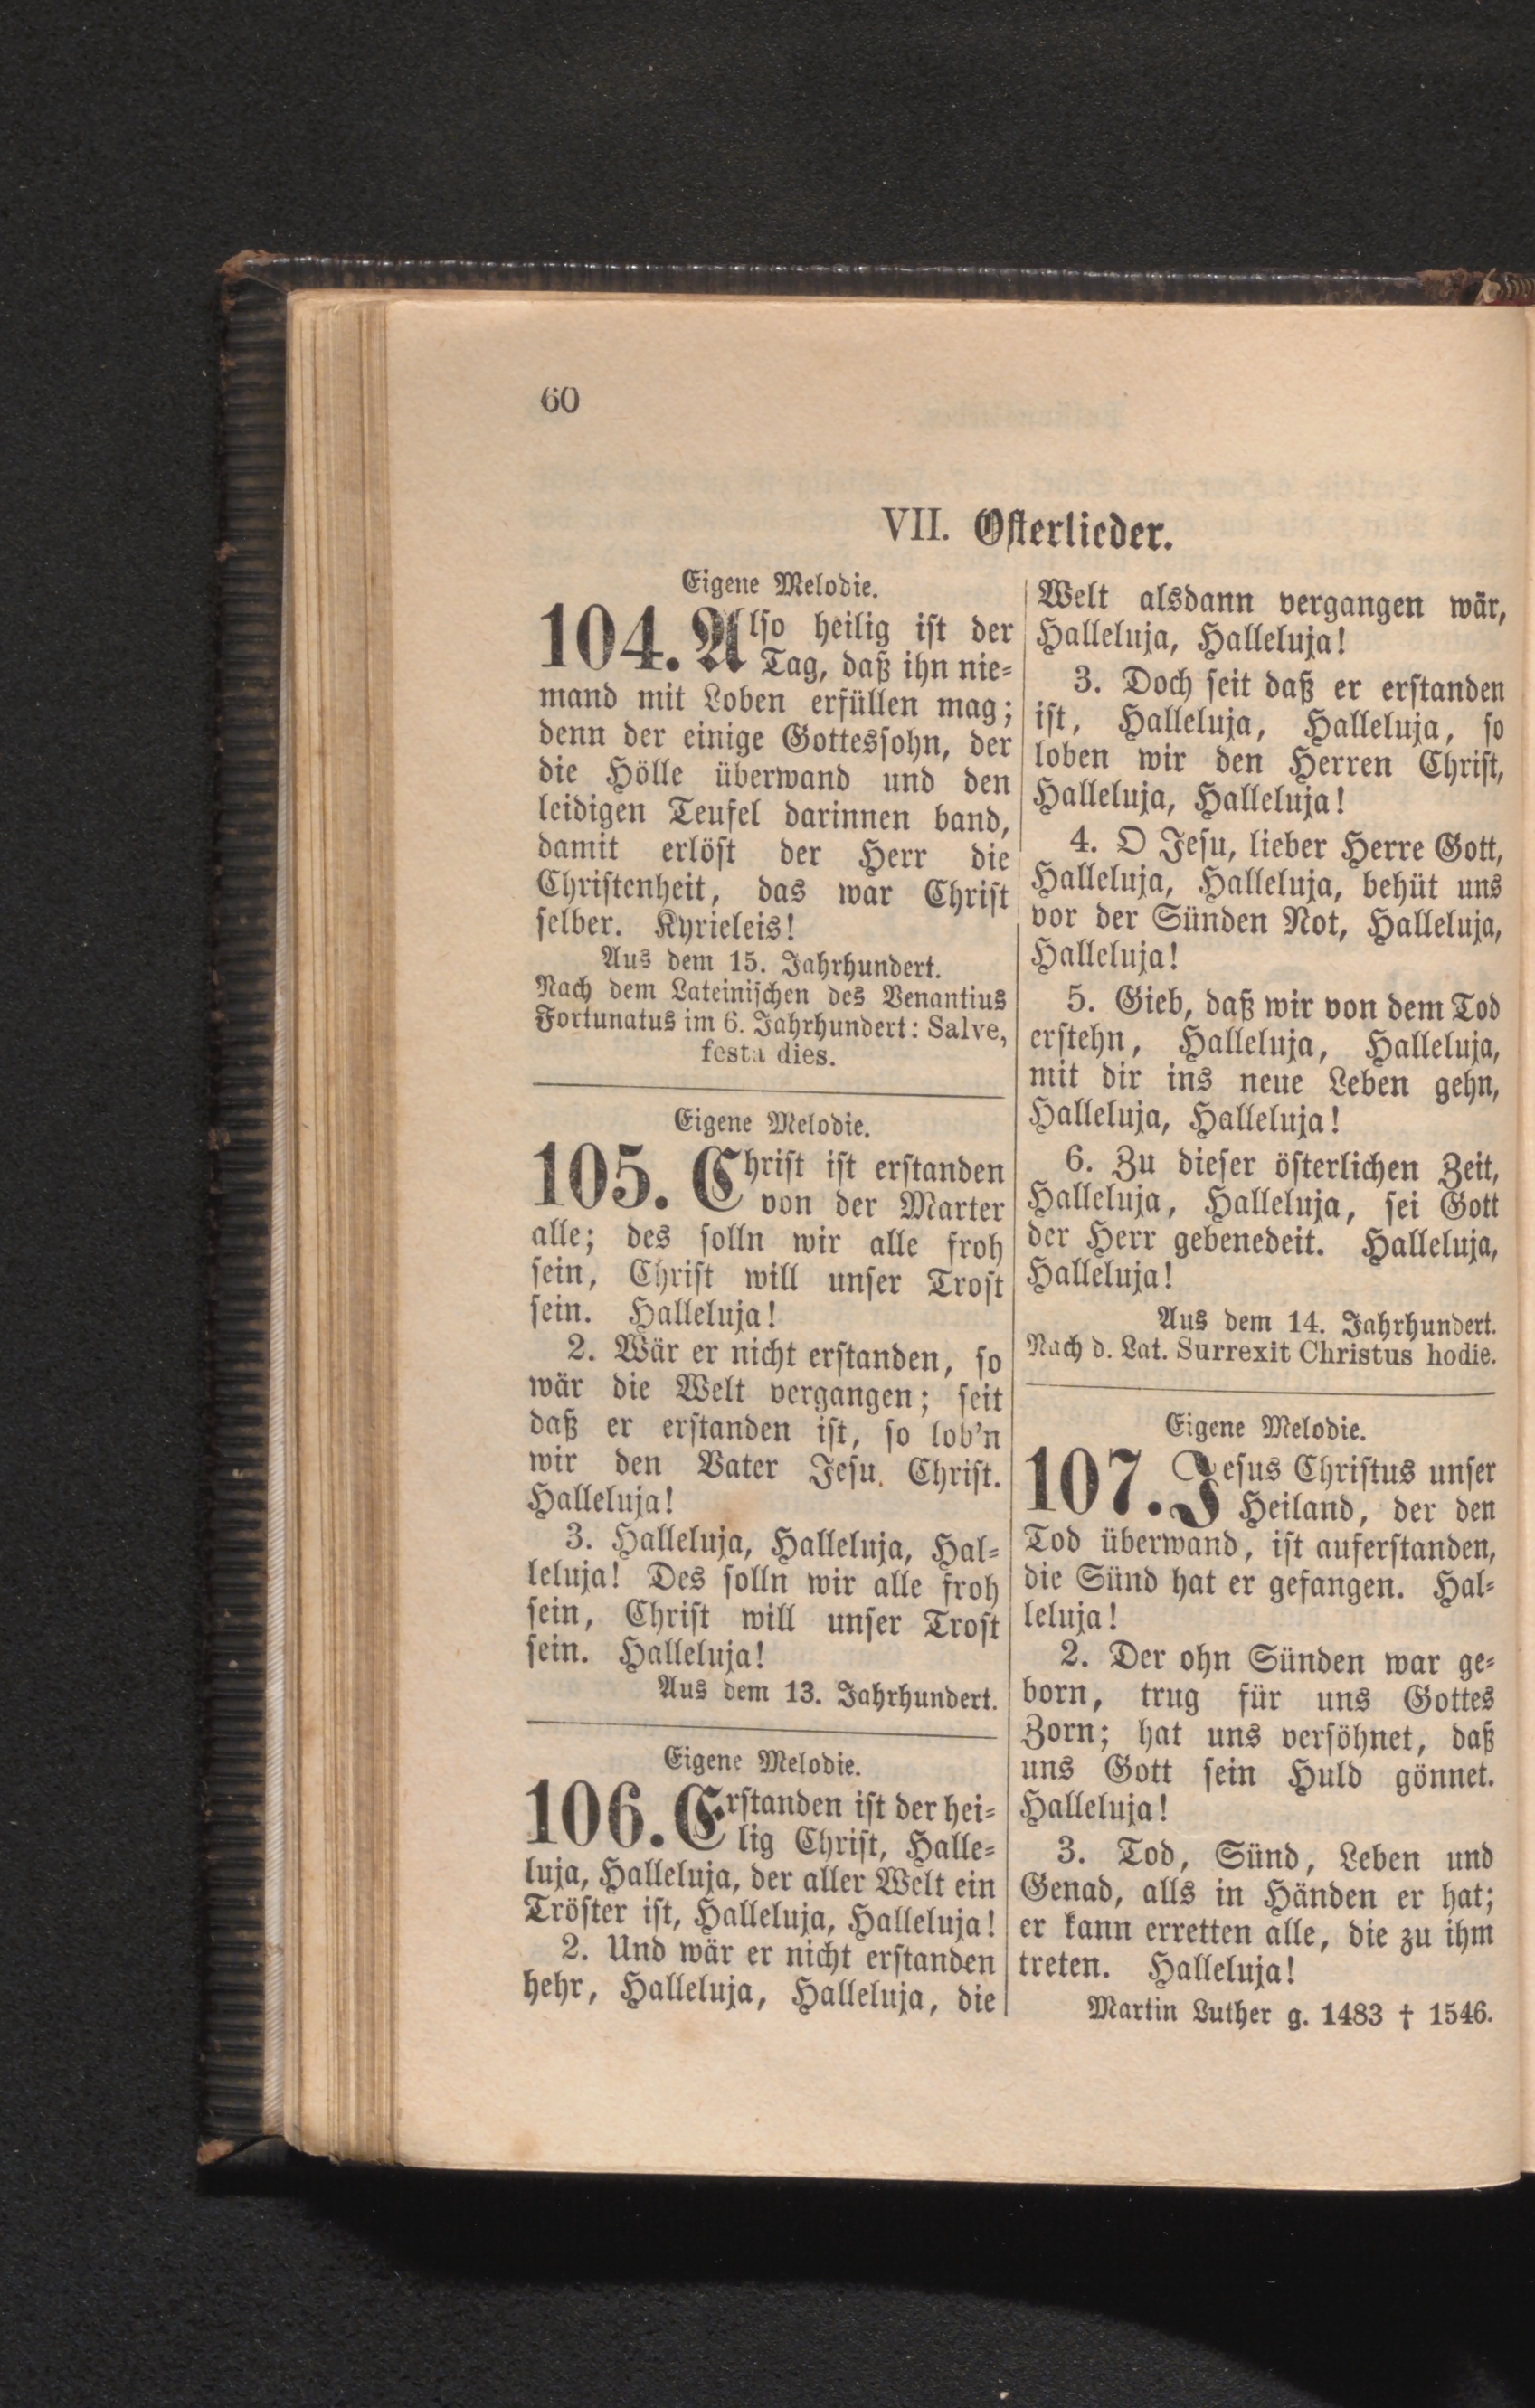 60
VII. Osterlieder.
Eigene Melodie.
104. Also heilig ist der
Tag, daß ihn nie-
mand mit Loben erfüllen mag;
denn der einige Gottessohn, der
die Hölle überwand und den
leidigen Teufel darinnen band,
damit erlöst der Herr die
Christenheit, das war Christ
selber. Kyrieleis!
Aus dem 15. Jahrhundert.
Nach dem Lateinischen des Venantius
Fortunatus im 6. Jahrhundert: Salve,
festa dies.
Eigene Melodie.
105. Christ ist erstanden
von der Marter
alle; des solln wir alle froh
sein, Christ will unser Trost
sein. Halleluja!
2. Wär er nicht erstanden, so
wär die Welt vergangen; seit
daß er erstanden ist, so lob'n
wir den Vater Jesu. Christ.
Halleluja!
3. Halleluja, Halleluja, Hal-
leluja! Des solln wir alle froh
sein, Christ will unser Trost
sein. Halleluja!
Aus dem 13. Jahrhundert.
Eigene Melodie.
106. Erstanden ist der hei-
lig Christ, Halle-
luja, Halleluja, der aller Welt ein
Tröster ist, Halleluja, Halleluja!
2. Und wär er nicht erstanden
hehr, Halleluja, Halleluja, die
Welt alsdann vergangen wär,
Halleluja, Halleluja!
3. Doch seit daß er erstanden
ist, Halleluja, Halleluja, so
loben wir den Herren Christ,
Halleluja, Halleluja!
4. O Jesu, lieber Herre Gott,
Halleluja, Halleluja, behüt uns
vor der Sünden Not, Halleluja,
Halleluja!
5. Gieb, daß wir von dem Tod
erstehn, Halleluja, Halleluja,
mit dir ins neue Leben gehn,
Halleluja, Halleluja!
6. Zu dieser österlichen Zeit,
Halleluja, Halleluja, sei Gott
der Herr gebenedeit. Halleluja,
Halleluja!
Aus dem 14. Jahrhundert.
Nach d. Lat. Surrexit Christus hodie.
Eigene Melodie.
107. Jesus Christus unser
Heiland, der den
Tod überwand, ist auferstanden,
die Sünd hat er gefangen. Hal-
leluja!
2. Der ohn Sünden war ge-
born, trug für uns Gottes
Zorn; hat uns versöhnet, daß
uns Gott sein Huld gönnet.
Halleluja!
3. Tod, Sünd, Leben und
Genad, alls in Händen er hat;
er kann erretten alle, die zu ihm
treten. Halleluja!
Martin Luther g. 1483 † 1546.